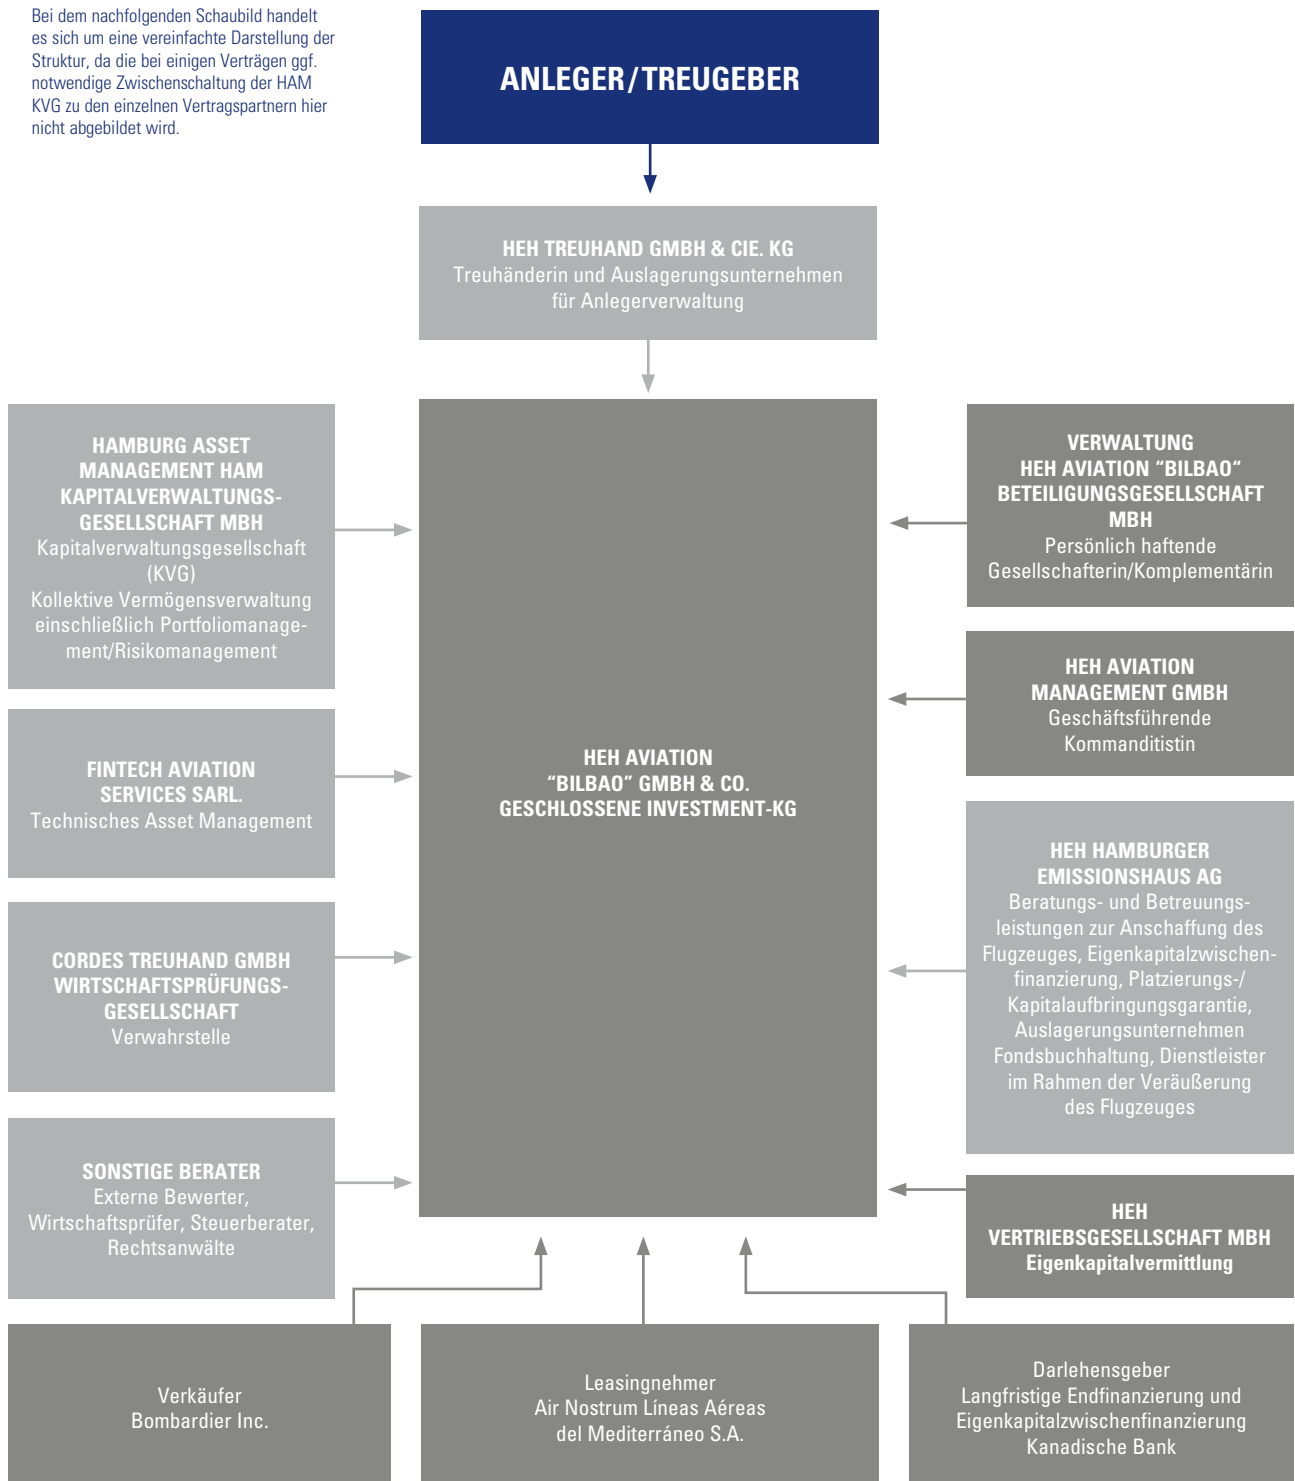 Bei dem nachfolgenden Schaubild handelt
es sich um eine vereinfachte Darstellung der
Struktur, da die bei einigen Verträgen ggf.
notwendige Zwischenschaltung der HAM
KVG zu den einzelnen Vertragspartnern hier
nicht abgebildet wird.
ANLEGER/TREUGEBER
HEH TREUHAND GMBH & CIE. KG
Treuhänderin und Auslagerungsunternehmen
für Anlegerverwaltung
HAMBURG ASSET
MANAGEMENT HAM
KAPITALVERWALTUNGS-
GESELLSCHAFT MBH
Kapitalverwaltungsgesellschaft
(KVG)
Kollektive Vermögensverwaltung
einschließlich Portfoliomanage-
ment/Risikomanagement
FINTECH AVIATION
SERVICES SARL.
Technisches Asset Management
CORDES TREUHAND GMBH
WIRTSCHAFTSPRÜFUNGS-
GESELLSCHAFT
Verwahrstelle
SONSTIGE BERATER
Externe Bewerter,
Wirtschaftsprüfer, Steuerberater,
Rechtsanwälte
HEH AVIATION
"BILBAO" GMBH & CO.
GESCHLOSSENE INVESTMENT-KG
VERWALTUNG
HEH AVIATION “BILBAO“
BETEILIGUNGSGESELLSCHAFT
MBH
Persönlich haftende
Gesellschafterin/Komplementärin
HEH AVIATION
MANAGEMENT GMBH
Geschäftsführende
Kommanditistin
HEH HAMBURGER
EMISSIONSHAUS AG
Beratungs- und Betreuungs-
leistungen zur Anschaffung des
Flugzeuges, Eigenkapitalzwischen-
finanzierung, Platzierungs-/
Kapitalaufbringungsgarantie,
Auslagerungsunternehmen
Fondsbuchhaltung, Dienstleister
im Rahmen der Veräußerung
des Flugzeuges
HEH
VERTRIEBSGESELLSCHAFT MBH
Eigenkapitalvermittlung
Verkäufer
Bombardier Inc.
Leasingnehmer
Air Nostrum Líneas Aéreas
del Mediterráneo S.A.
Darlehensgeber
Langfristige Endfinanzierung und
Eigenkapitalzwischenfinanzierung
Kanadische Bank